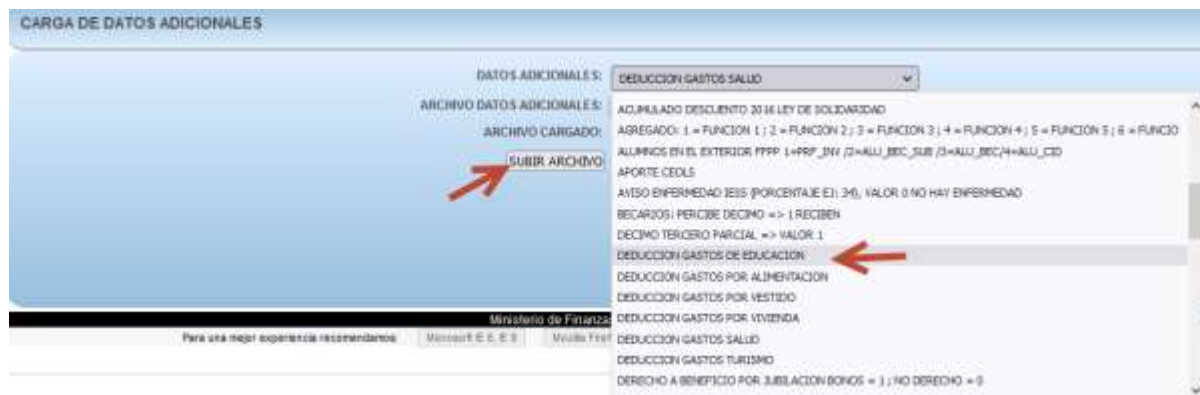 CARGA DE DATOS ADICIONALES
DATOS ADICIONALES: DEDUCCION GASTOS SALUD
ARCHIVO DATOS ADICIONALES:
ARCHIVO CARGADO:
SUBIR ARCHIVO
ACUMULADO DESCUENTO 2016 LEY DE SOLIDARIDAD
AGREGADO: 1 = FUNCION 1 ; 2 = FUNCION 2 ; 3 = FUNCION 3 ; 4 = FUNCION 4 ; 5 = FUNCION 5 ; 6 = FUNCIO
ALUMNOS EN EL EXTERIOR FFPP 1=PRF_INV /2=ALU_BEC_SUB /3=ALU_BEC/4=ALU_CID
APORTE CEOLS
AVISO ENFERMEDAD IESS (PORCENTAJE EJ: 34), VALOR 0 NO HAY ENFERMEDAD
BECARIOS: PERCIBE DECIMO => 1 RECIBEN
DECIMO TERCERO PARCIAL => VALOR 1
DEDUCCION GASTOS DE EDUCACION
DEDUCCION GASTOS POR ALIMENTACION
DEDUCCION GASTOS POR VESTIDO
DEDUCCION GASTOS POR VIVIENDA
DEDUCCION GASTOS SALUD
DEDUCCION GASTOS TURISMO
DERECHO A BENEFICIO POR JUBILACION BONOS = 1 ; NO DERECHO = 0
Ministerio de Finanzas
Para una mejor experiencia recomendamos Microsoft Mozilla